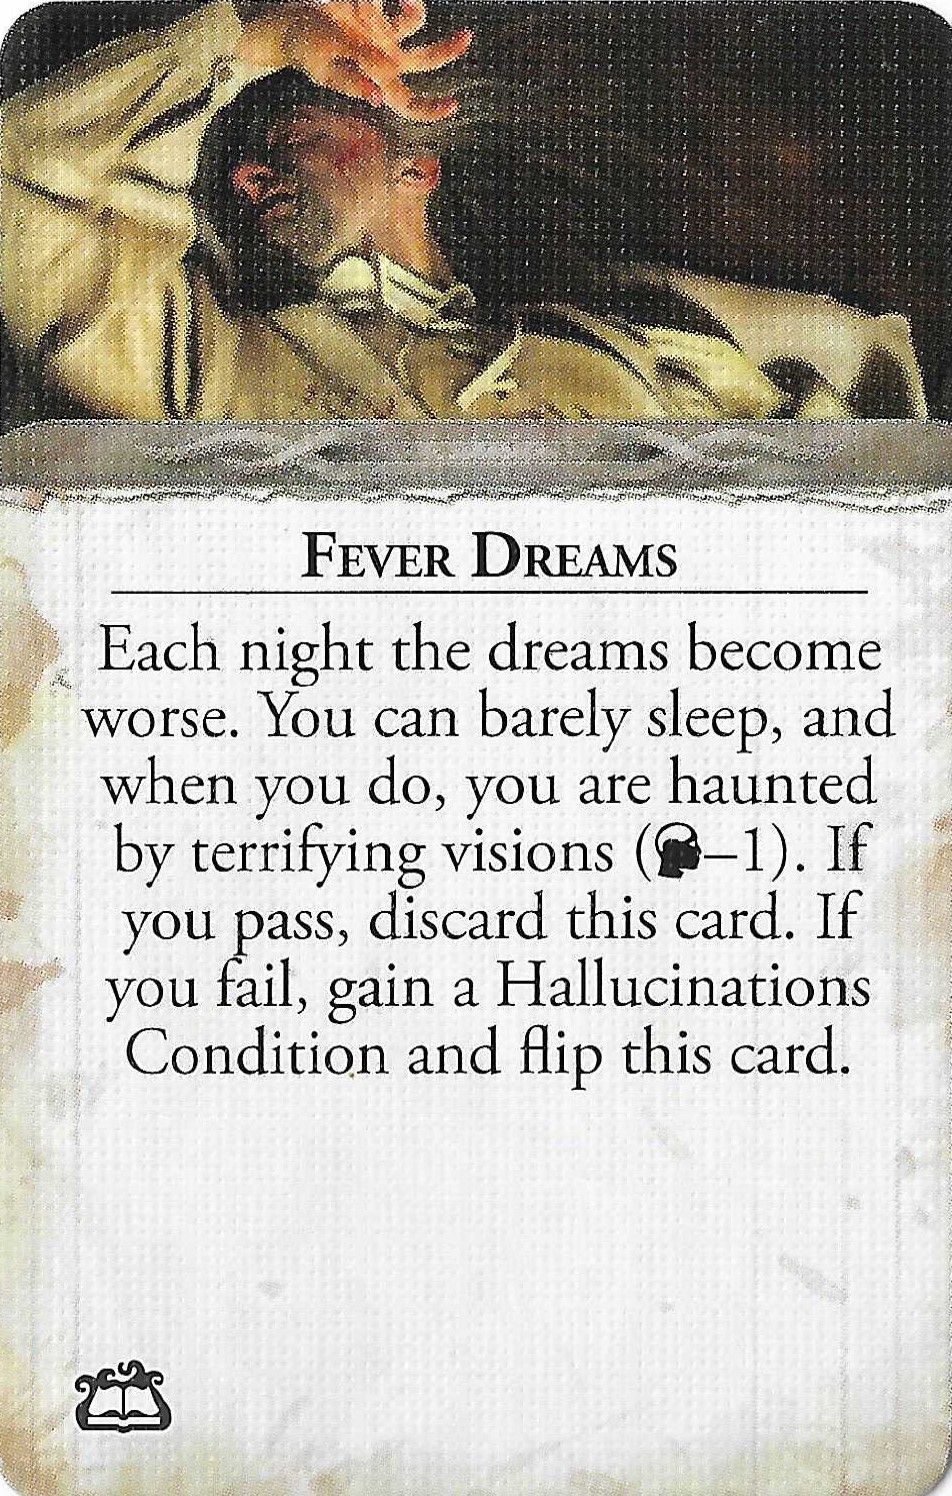 Fever Dreams
Each night the dreams become
worse. You can barely sleep, and
when you do, you are haunted
by terrifying visions (–1). If
you pass, discard this card. If
you fail, gain a Hallucinations
Condition and flip this card.